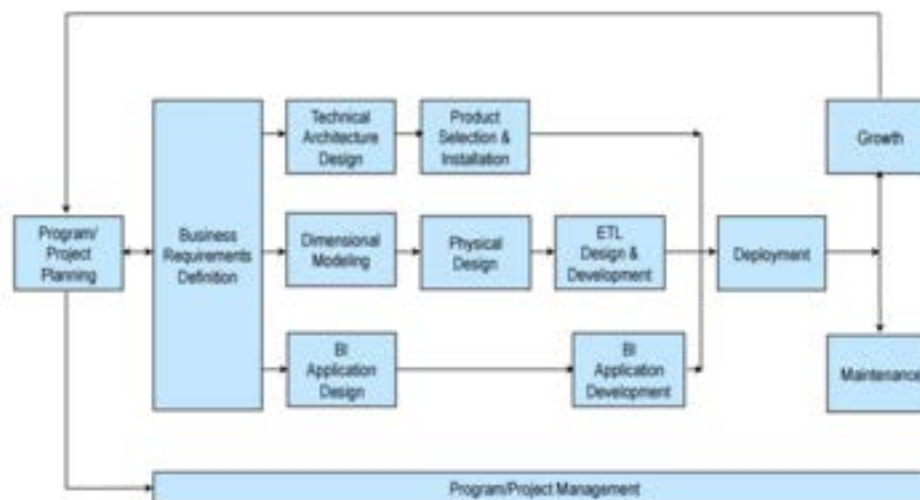 Technical
Architecture
Design
Product
Selection &
Installation
Growth
Program/
Project
Planning
Business
Requirements
Definition
Dimensional
Modeling
Physical
Design
ETL
Design &
Development
Deployment
BI
Application
Design
BI
Application
Development
Maintenance
Program/Project Management